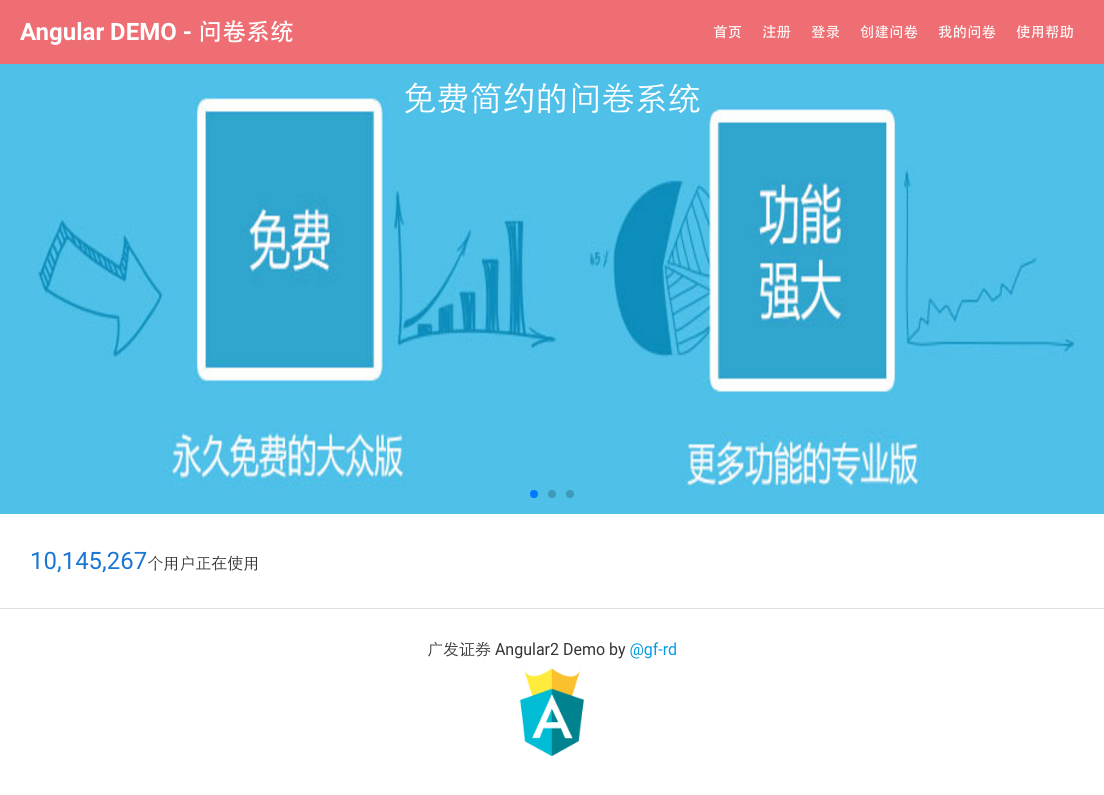 Angular DEMO - 问卷系统
首页 注册 登录 创建问卷 我的问卷 使用帮助
免费简约的问卷系统
免费
功能
强大
65%
永久免费的大众版
更多功能的专业版
10,145,267个用户正在使用
广发证券 Angular2 Demo by @gf-rd
A